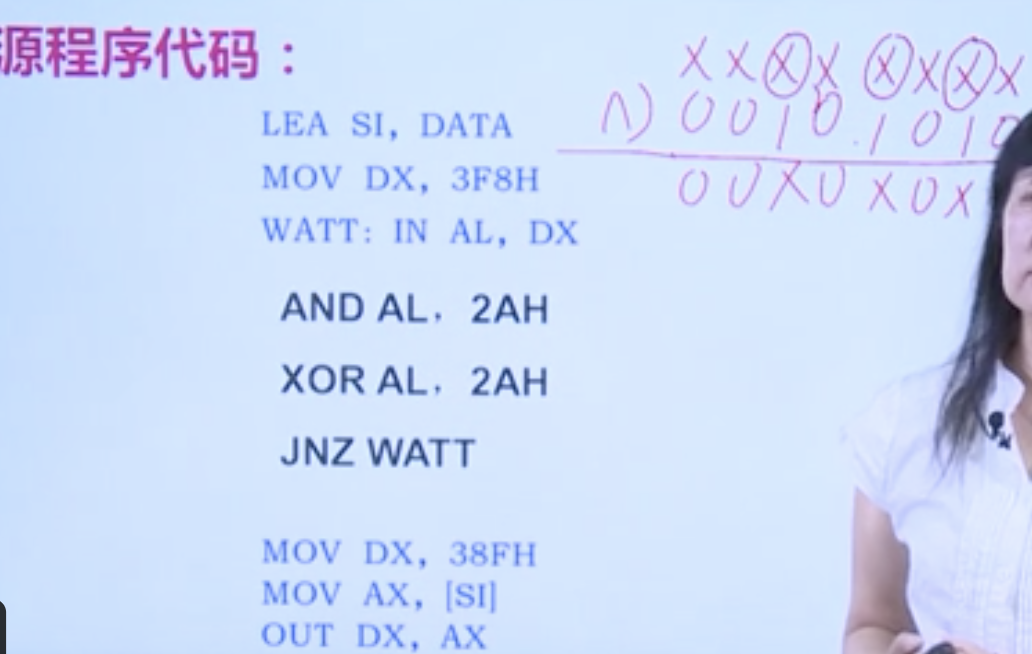 源程序代码：
X X X X X X X X
∧) 0 0 1 0 . 1 0 1 0
0 0 X 0 X 0 X
LEA SI, DATA
MOV DX, 3F8H
WATT: IN AL, DX
AND AL, 2AH
XOR AL, 2AH
JNZ WATT
MOV DX, 38FH
MOV AX, [SI]
OUT DX, AX